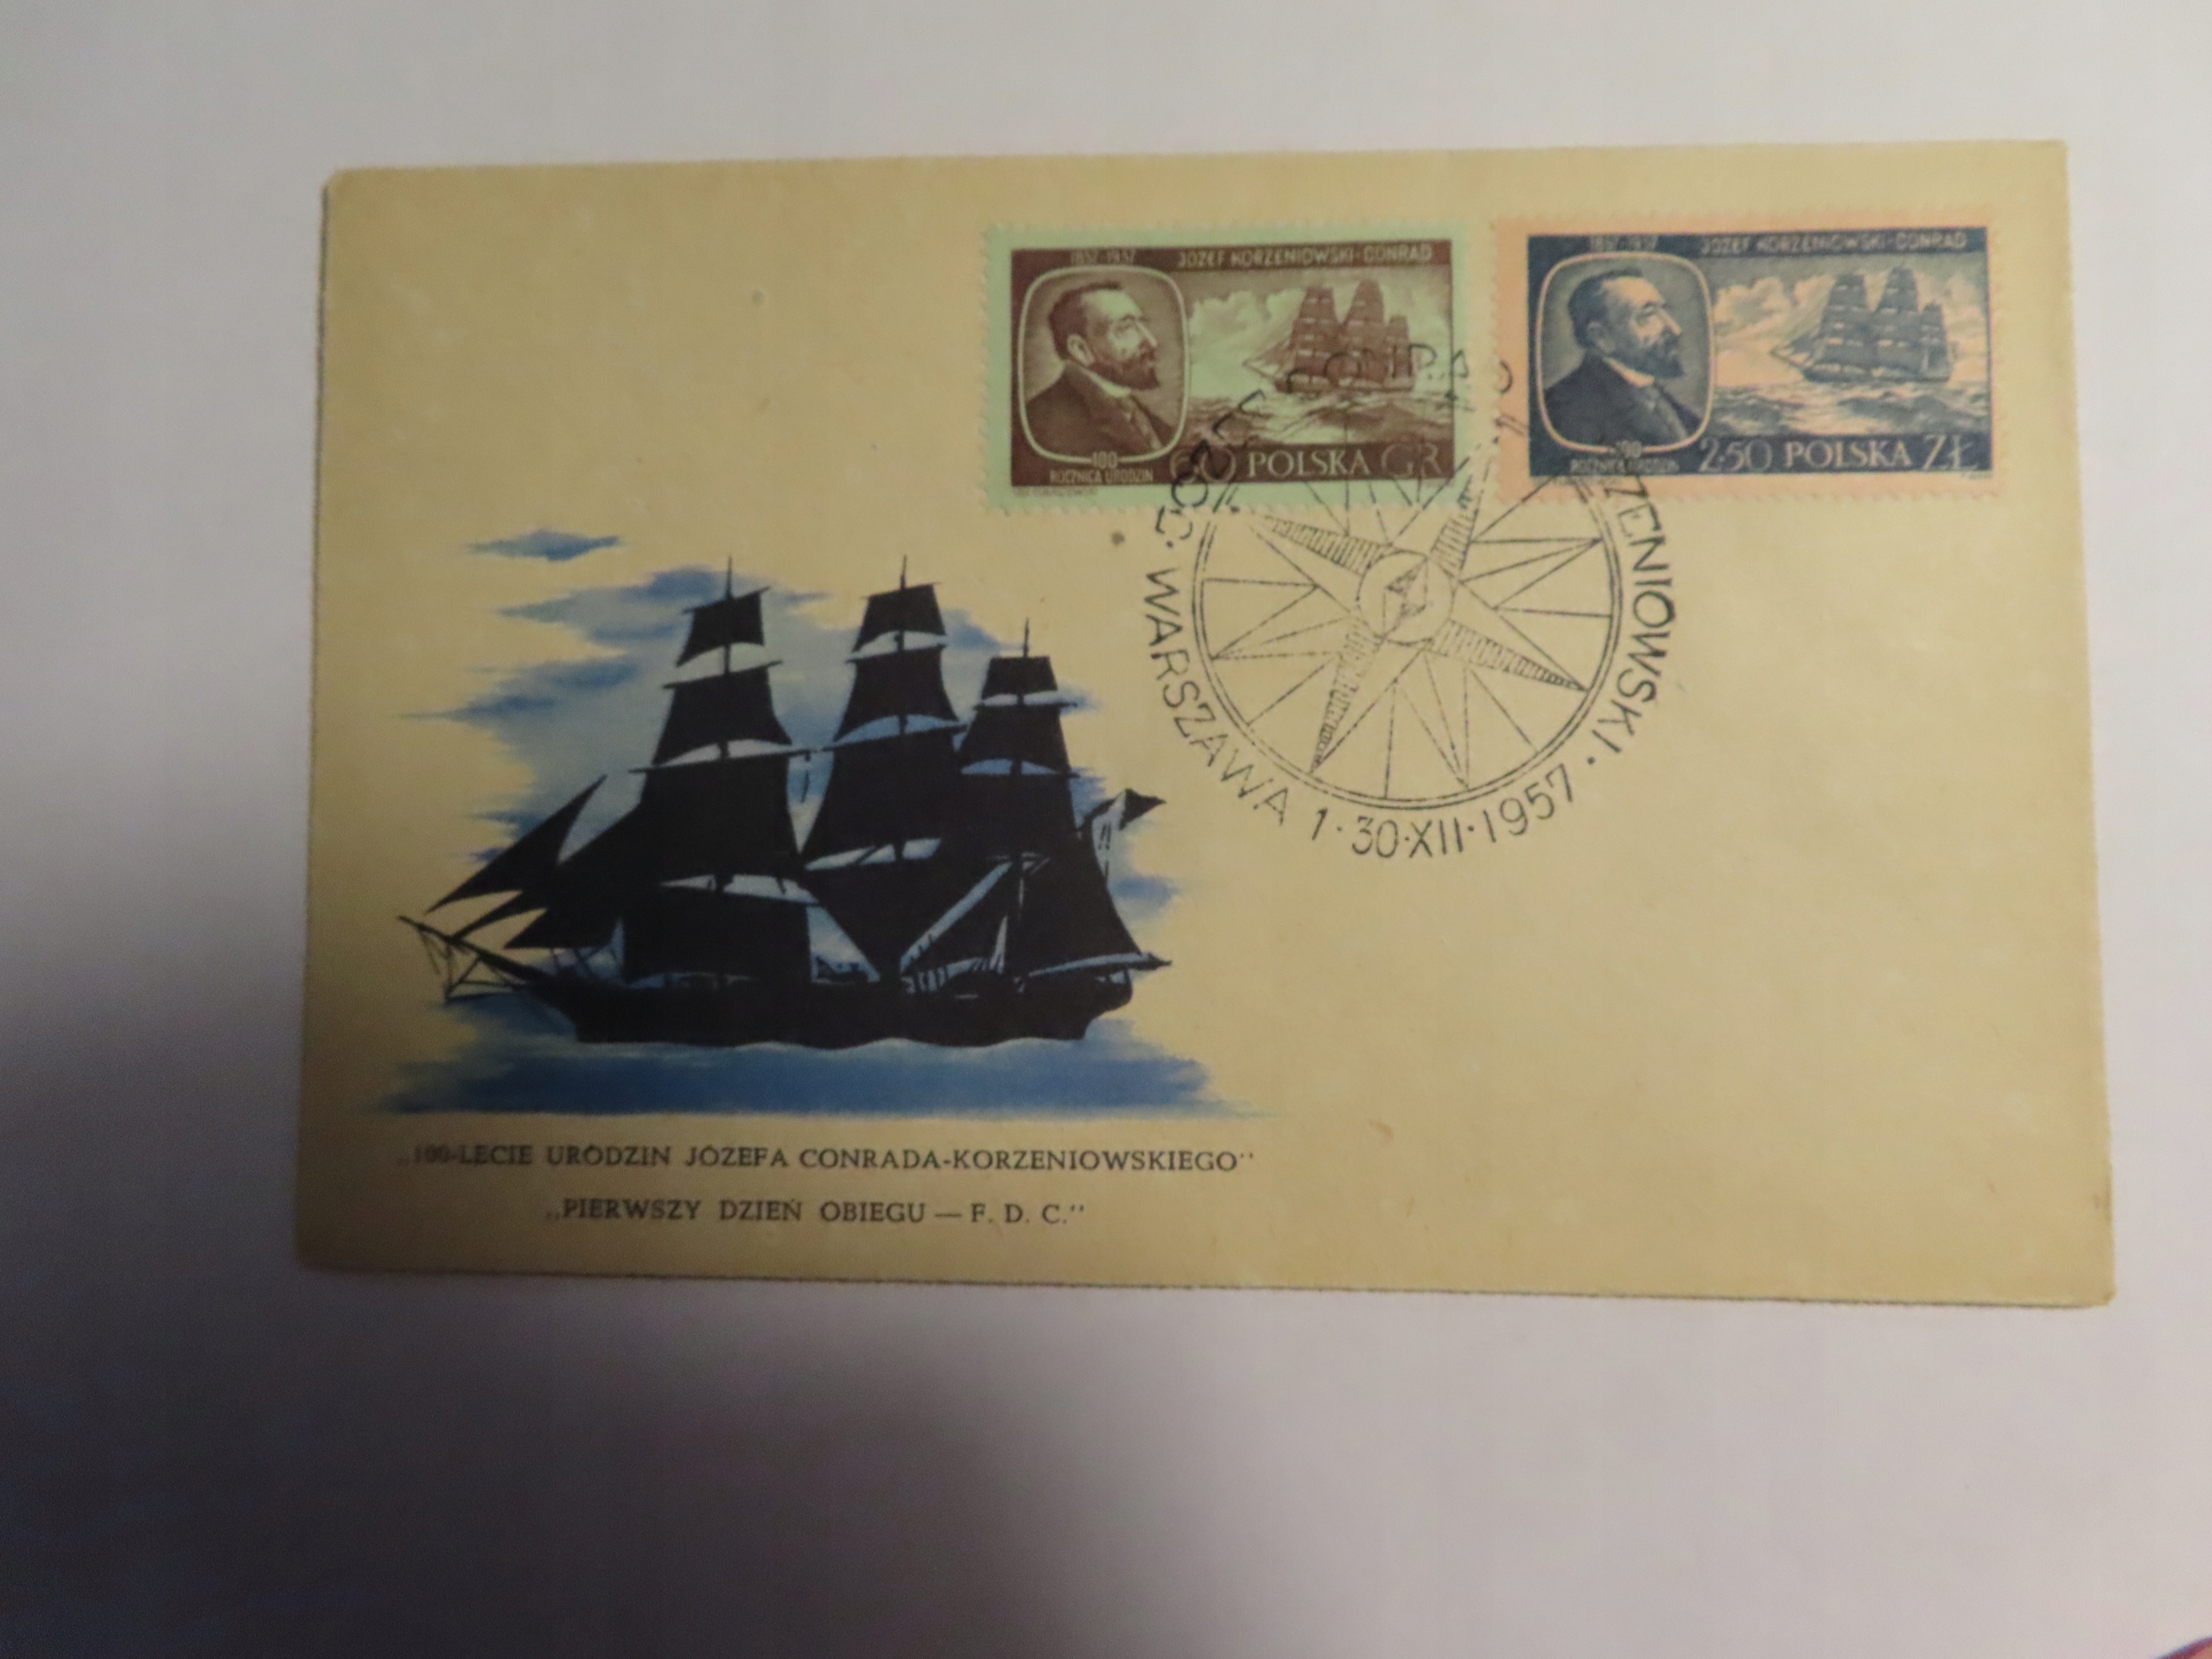 1857-1957 JÓZEF KORZENIOWSKI-CONRAD
100
ROCZNICA URODZIN
60 POLSKA GR
1857-1957 JÓZEF KORZENIOWSKI-CONRAD
100
ROCZNICA URODZIN
2·50 POLSKA ZŁ
WARSZAWA 1·30·XII·1957·
„100-LECIE URODZIN JÓZEFA CONRADA-KORZENIOWSKIEGO"
„PIERWSZY DZIEŃ OBIEGU — F. D. C."